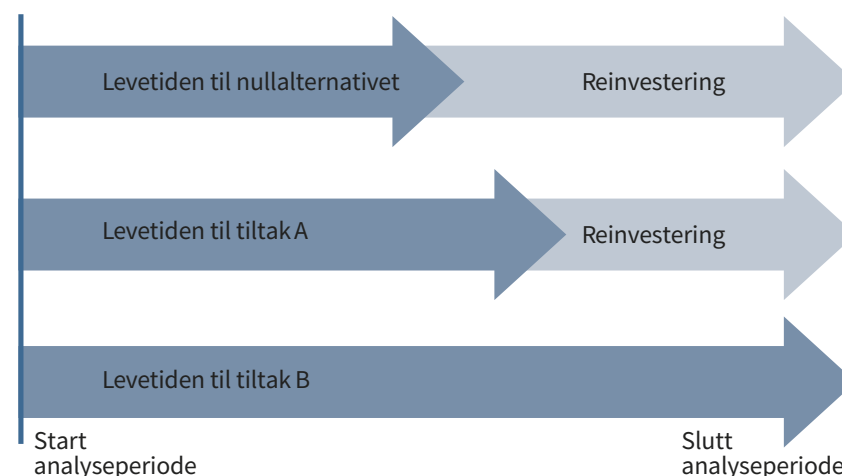 Levetiden til nullalternativet
Reinvestering
Levetiden til tiltak A
Reinvestering
Levetiden til tiltak B
Start
analyseperiode
Slutt
analyseperiode